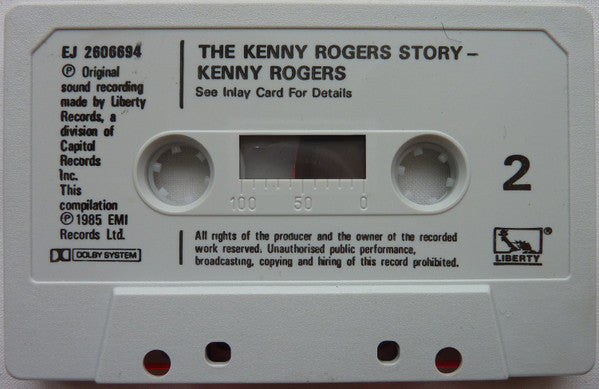 EJ 2606694
Ⓟ Original
sound recording
made by Liberty
Records, a
division of
Capitol
Records
Inc.
This
compilation
Ⓟ 1985 EMI
Records Ltd.
DOLBY SYSTEM
THE KENNY ROGERS STORY –
KENNY ROGERS
See Inlay Card For Details
100 50 0
2
All rights of the producer and the owner of the recorded
work reserved. Unauthorised public performance,
broadcasting, copying and hiring of this record prohibited.
LIBERTY®